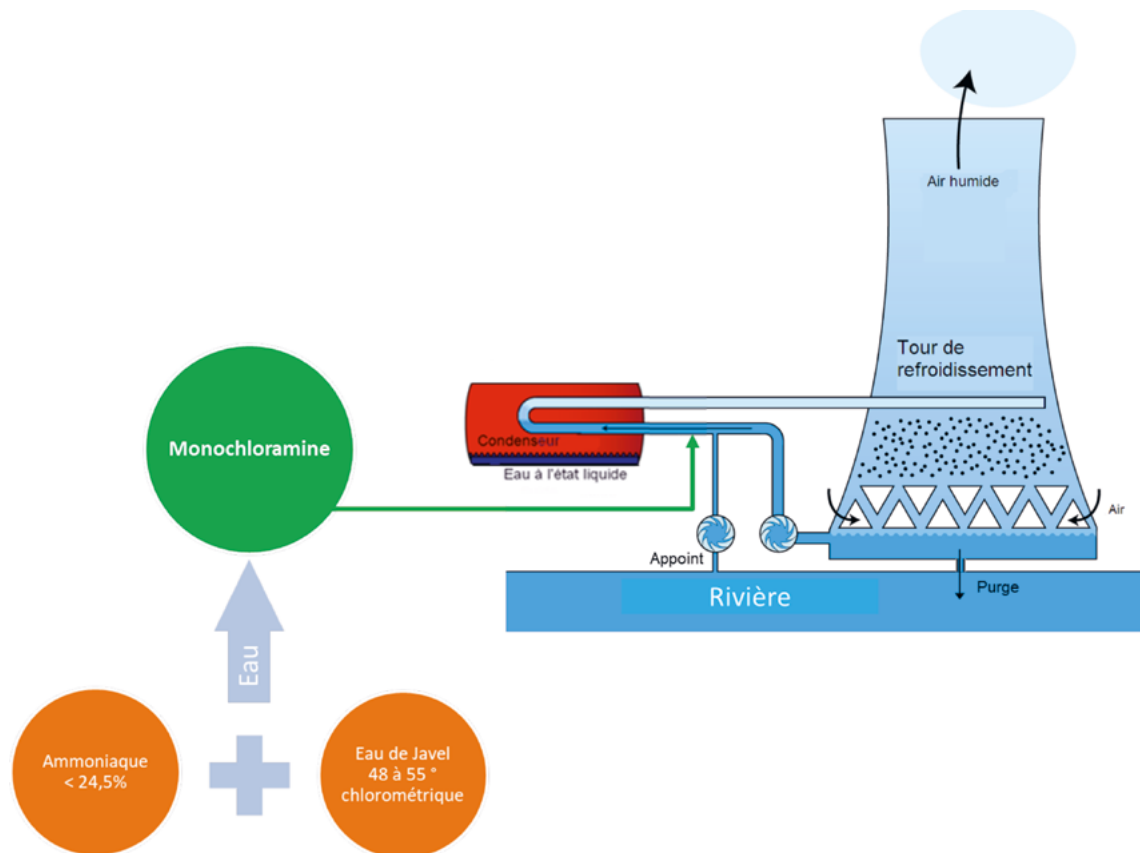 Air humide
Tour de
refroidissement
Monochloramine
Condenseur
Eau à l'état liquide
Air
Appoint
Purge
Rivière
Eau
Ammoniaque
< 24,5%
Eau de Javel
48 à 55 °
chlorométrique